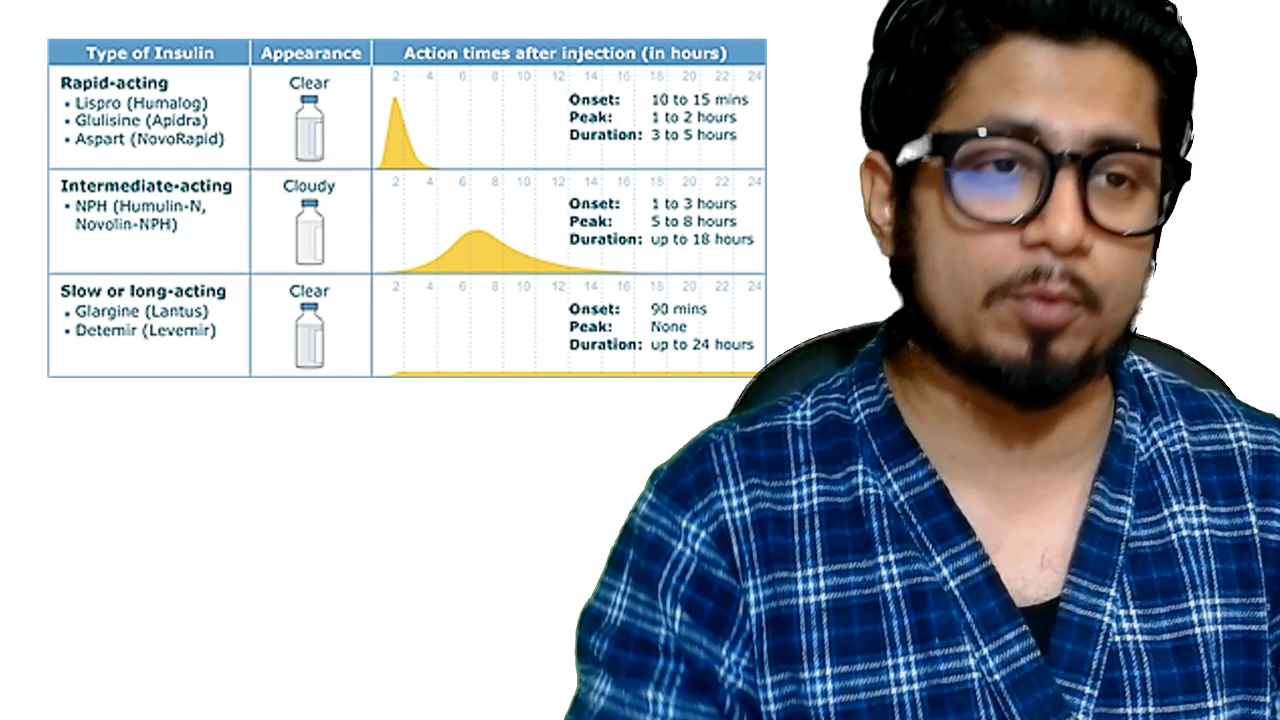 Type of Insulin Appearance Action times after injection (in hours)
Rapid-acting
• Lispro (Humalog)
• Glulisine (Apidra)
• Aspart (NovoRapid)
Clear
2 4 6 8 10 12 14 16 18 20 22 24
Onset: 10 to 15 mins
Peak: 1 to 2 hours
Duration: 3 to 5 hours
Intermediate-acting
• NPH (Humulin-N,
Novolin-NPH)
Cloudy
2 4 6 8 10 12 14 16 18 20 22 24
Onset: 1 to 3 hours
Peak: 5 to 8 hours
Duration: up to 18 hours
Slow or long-acting
• Glargine (Lantus)
• Detemir (Levemir)
Clear
2 4 6 8 10 12 14 16 18 20 22 24
Onset: 90 mins
Peak: None
Duration: up to 24 hours